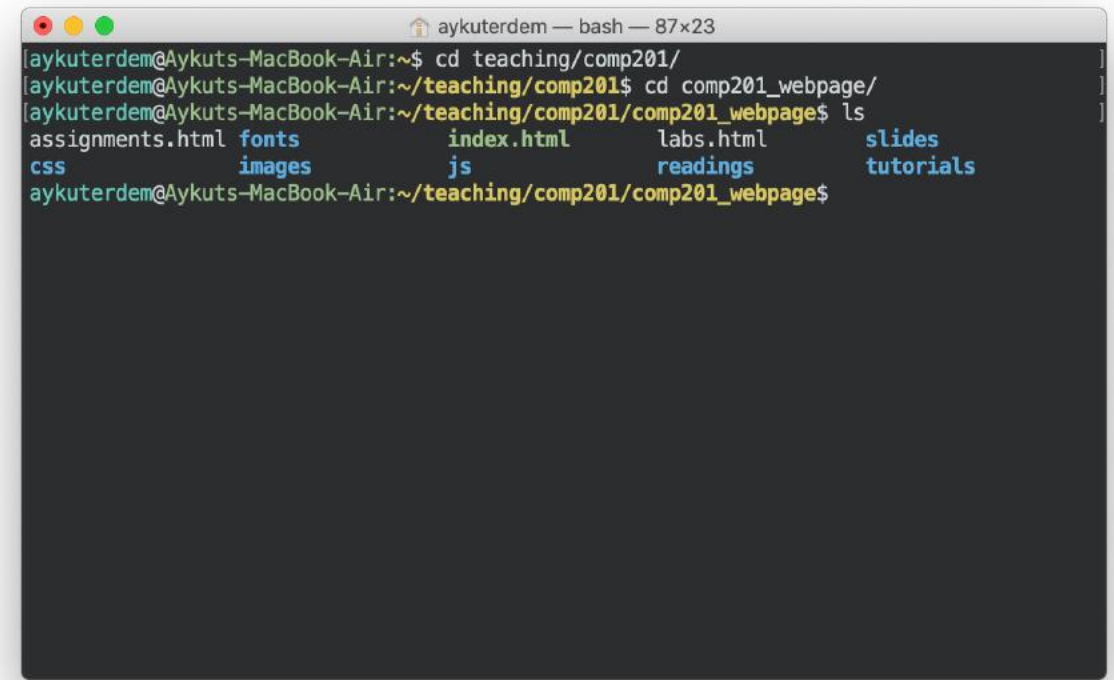 aykuterdem — bash — 87×23
[aykuterdem@Aykuts-MacBook-Air:~$ cd teaching/comp201/ ]
[aykuterdem@Aykuts-MacBook-Air:~/teaching/comp201$ cd comp201_webpage/ ]
[aykuterdem@Aykuts-MacBook-Air:~/teaching/comp201/comp201_webpage$ ls ]
assignments.html fonts index.html labs.html slides
css images js readings tutorials
aykuterdem@Aykuts-MacBook-Air:~/teaching/comp201/comp201_webpage$